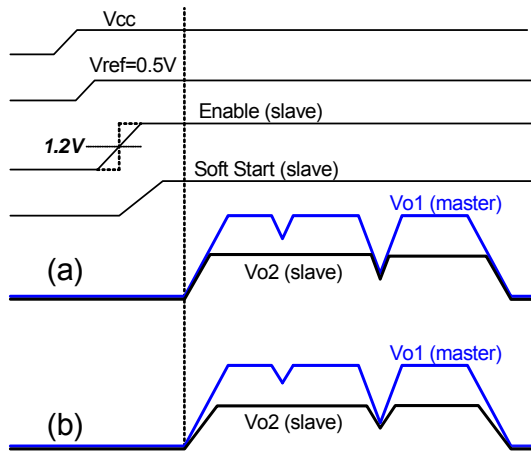 Vcc
Vref=0.5V
Enable (slave)
1.2V
Soft Start (slave)
Vo1 (master)
(a)
Vo2 (slave)
Vo1 (master)
(b)
Vo2 (slave)